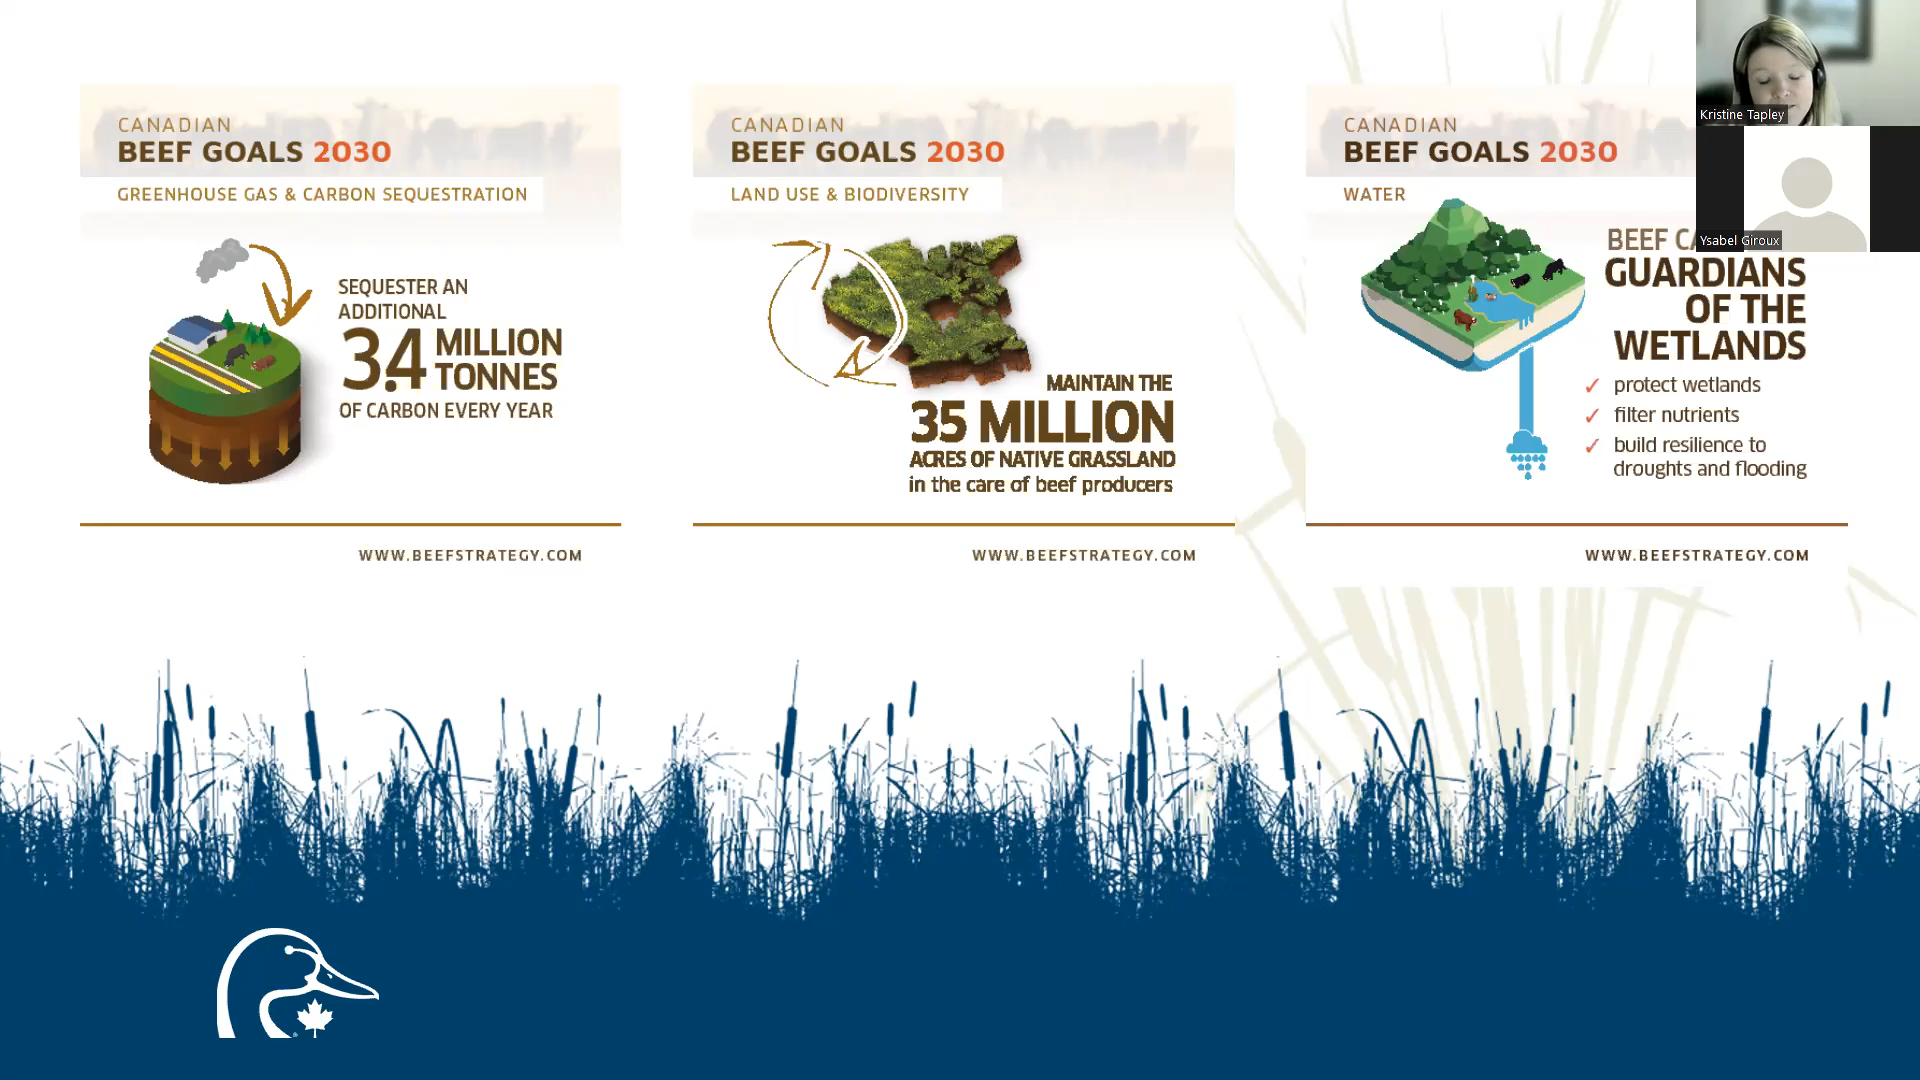 CANADIAN
BEEF GOALS 2030
GREENHOUSE GAS & CARBON SEQUESTRATION
SEQUESTER AN
ADDITIONAL
3.4 MILLION
TONNES
OF CARBON EVERY YEAR
WWW.BEEFSTRATEGY.COM
CANADIAN
BEEF GOALS 2030
LAND USE & BIODIVERSITY
MAINTAIN THE
35 MILLION
ACRES OF NATIVE GRASSLAND
in the care of beef producers
WWW.BEEFSTRATEGY.COM
CANADIAN
BEEF GOALS 2030
WATER
BEEF
GUARDIANS
OF THE
WETLANDS
✓ protect wetlands
✓ filter nutrients
✓ build resilience to
droughts and flooding
WWW.BEEFSTRATEGY.COM
Kristine Tapley
Ysabel Giroux